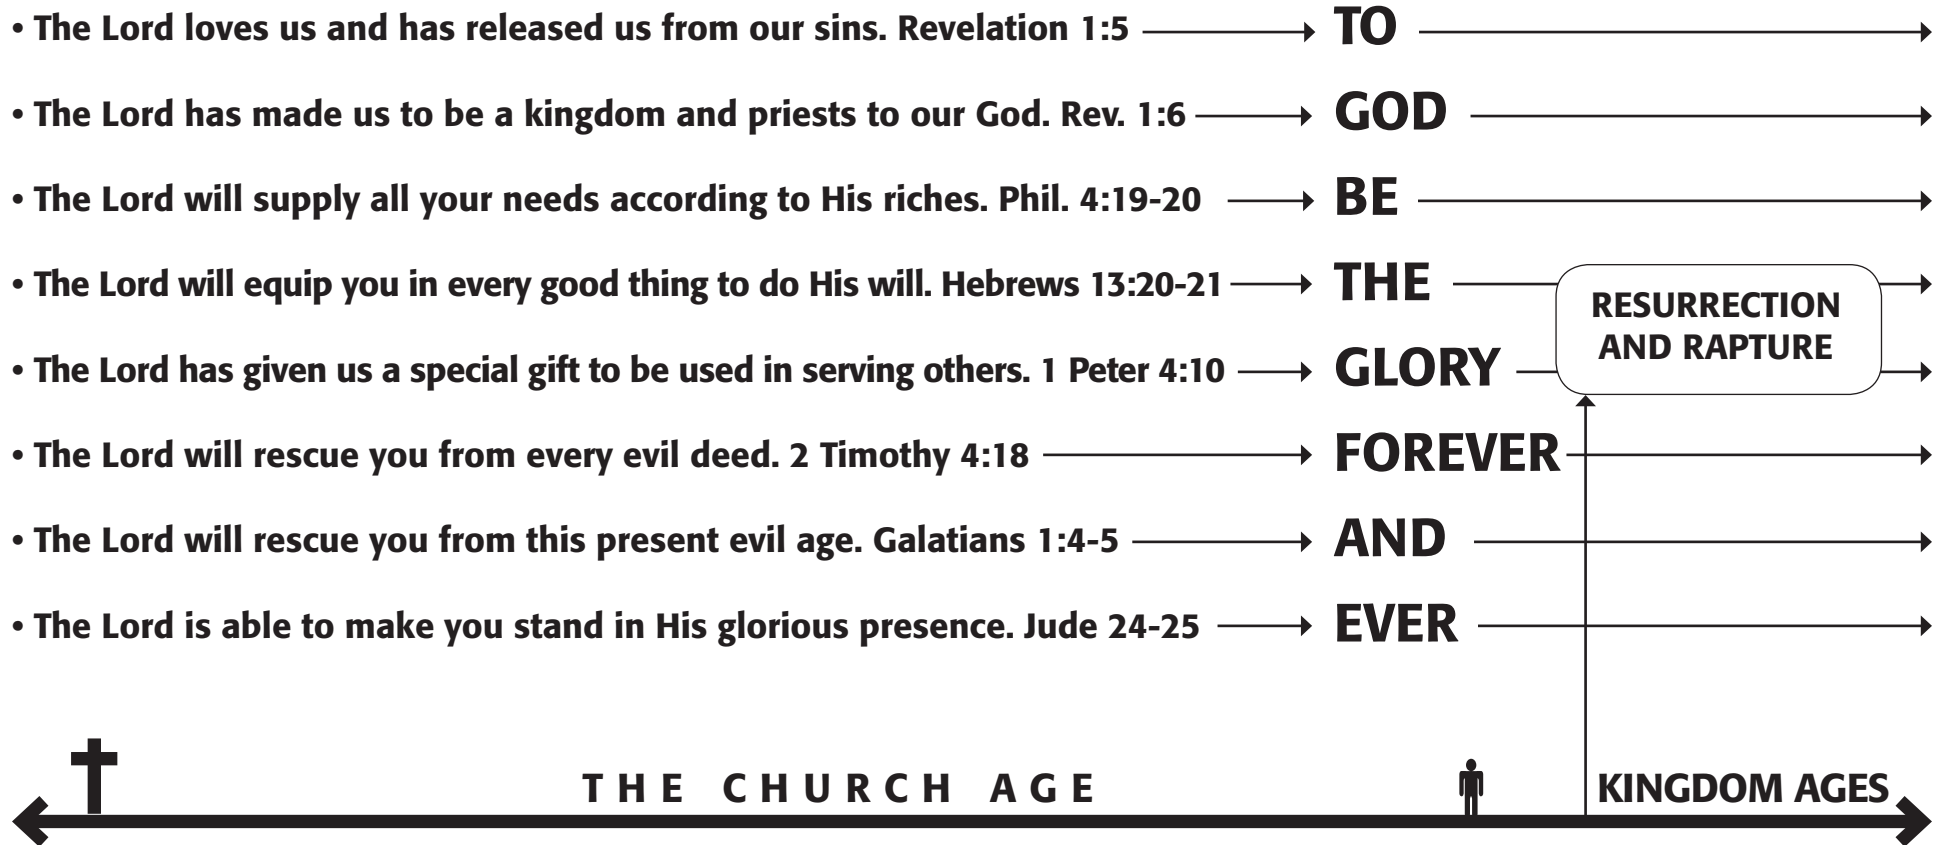 • The Lord loves us and has released us from our sins. Revelation 1:5 TO
• The Lord has made us to be a kingdom and priests to our God. Rev. 1:6 GOD
• The Lord will supply all your needs according to His riches. Phil. 4:19-20 BE
• The Lord will equip you in every good thing to do His will. Hebrews 13:20-21 THE
RESURRECTION
AND RAPTURE
• The Lord has given us a special gift to be used in serving others. 1 Peter 4:10 GLORY
• The Lord will rescue you from every evil deed. 2 Timothy 4:18 FOREVER
• The Lord will rescue you from this present evil age. Galatians 1:4-5 AND
• The Lord is able to make you stand in His glorious presence. Jude 24-25 EVER
THE CHURCH AGE KINGDOM AGES